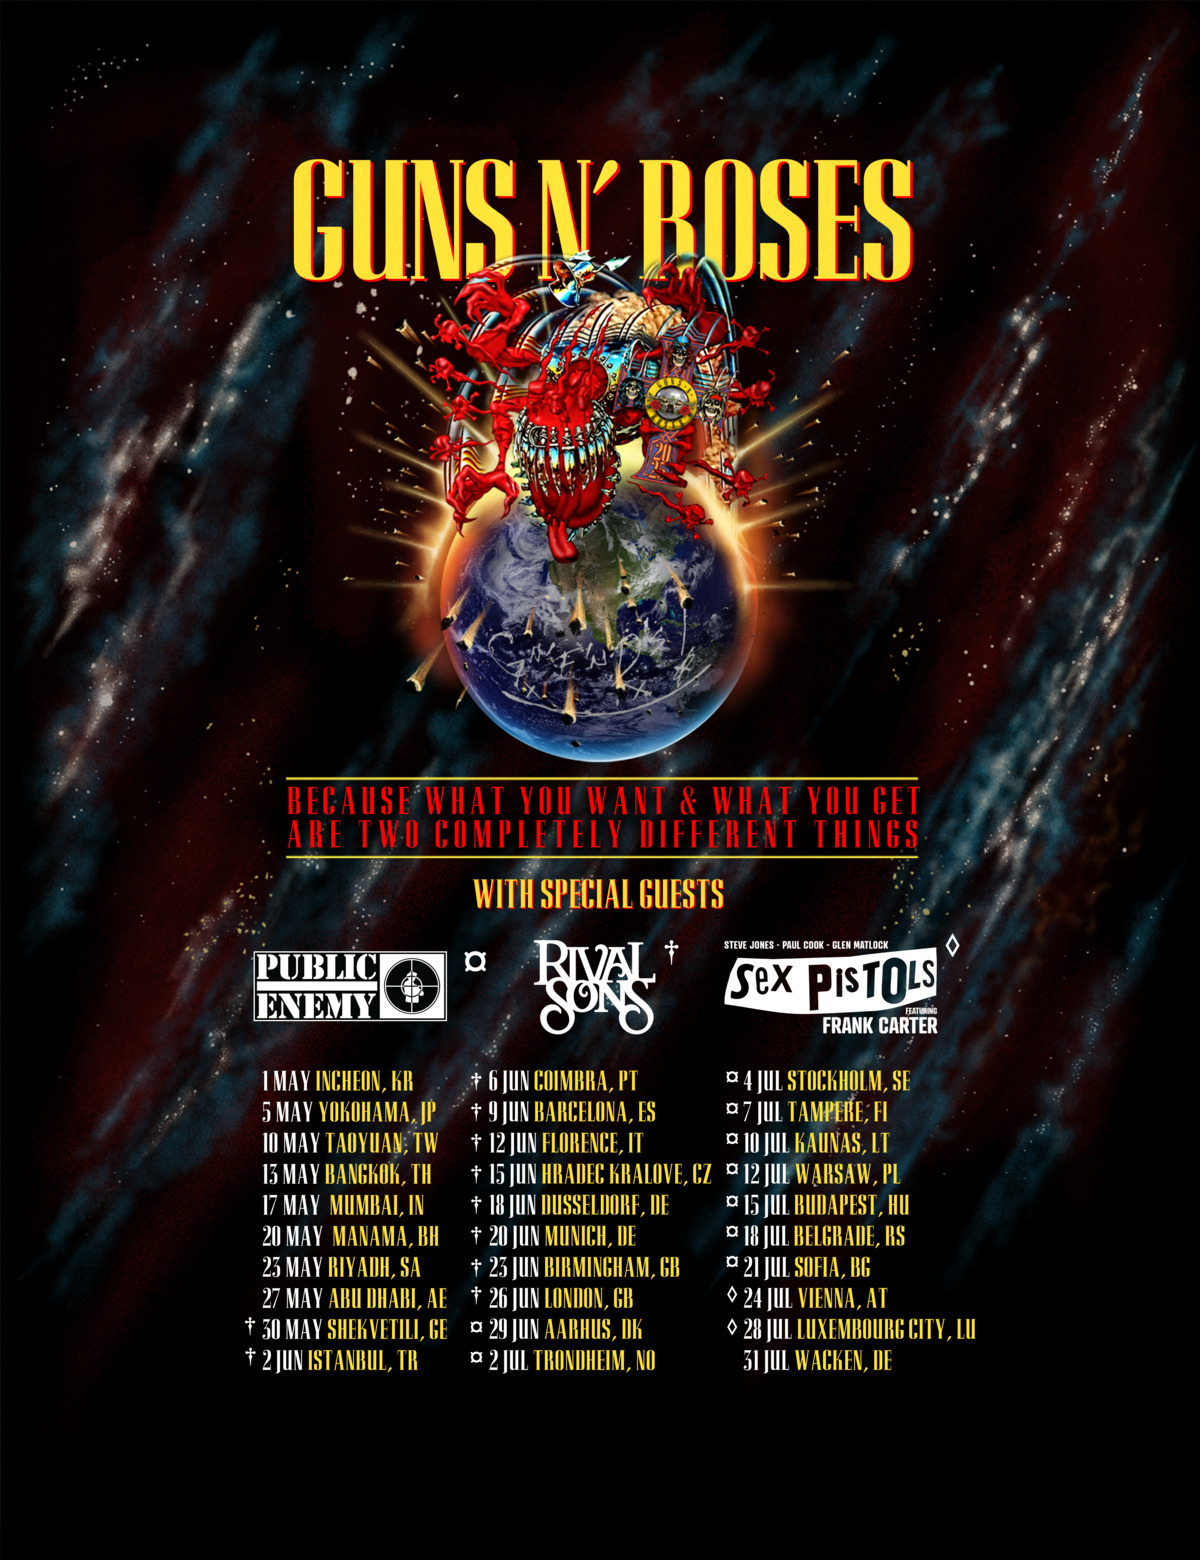 GUNS N' ROSES
GUNS N'
ROSES
20
BECAUSE WHAT YOU WANT & WHAT YOU GET
ARE TWO COMPLETELY DIFFERENT THINGS
WITH SPECIAL GUESTS
PUBLIC
ENEMY
¤
RIVAL
SONS
†
STEVE JONES - PAUL COOK - GLEN MATLOCK
SEX PISTOLS
FEATURING
FRANK CARTER
◊
1 MAY INCHEON, KR
5 MAY YOKOHAMA, JP
10 MAY TAOYUAN, TW
13 MAY BANGKOK, TH
17 MAY MUMBAI, IN
20 MAY MANAMA, BH
23 MAY RIYADH, SA
27 MAY ABU DHABI, AE
† 30 MAY SHEKVETILI, GE
† 2 JUN ISTANBUL, TR
† 6 JUN COIMBRA, PT
† 9 JUN BARCELONA, ES
† 12 JUN FLORENCE, IT
† 15 JUN HRADEC KRALOVE, CZ
† 18 JUN DUSSELDORF, DE
† 20 JUN MUNICH, DE
† 23 JUN BIRMINGHAM, GB
† 26 JUN LONDON, GB
¤ 29 JUN AARHUS, DK
¤ 2 JUL TRONDHEIM, NO
¤ 4 JUL STOCKHOLM, SE
¤ 7 JUL TAMPERE, FI
¤ 10 JUL KAUNAS, LT
¤ 12 JUL WARSAW, PL
¤ 15 JUL BUDAPEST, HU
¤ 18 JUL BELGRADE, RS
¤ 21 JUL SOFIA, BG
◊ 24 JUL VIENNA, AT
◊ 28 JUL LUXEMBOURG CITY, LU
31 JUL WACKEN, DE